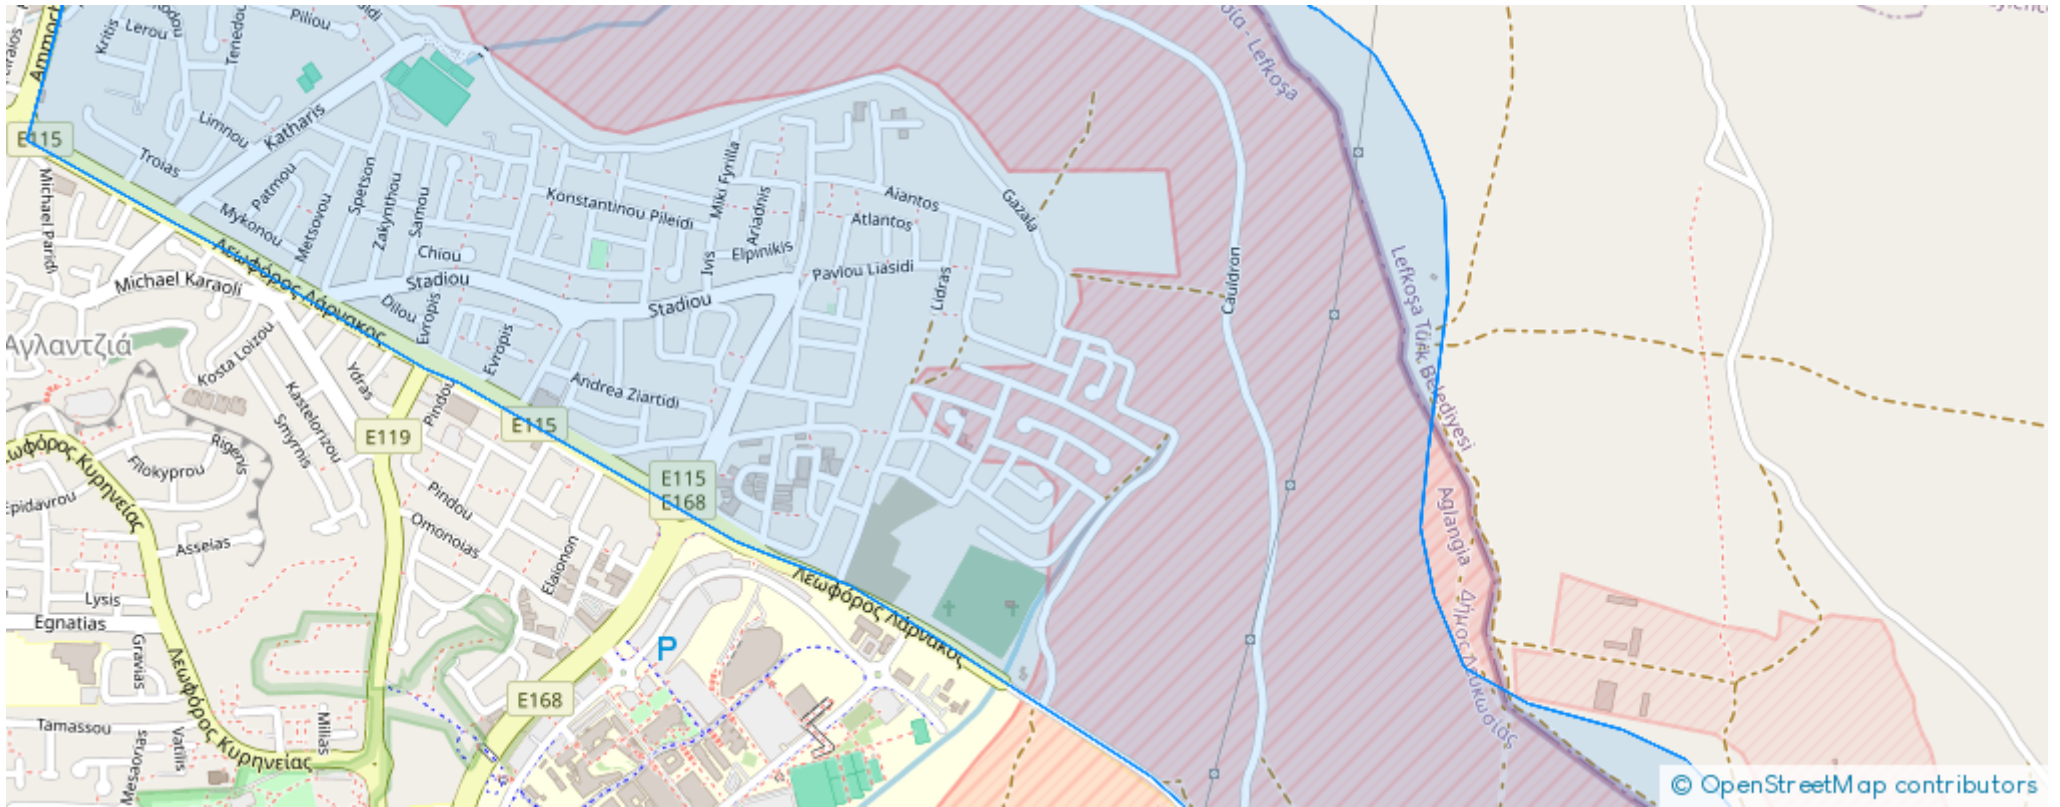 Piliou
Lerou
Kritis
Tenedou
Ammoch
Limnou
Katharis
E115
Troias
Michael Paridi
Patmou
Mykonou
Metsovou
Spetson
Zakynthou
Samou
Chiou
Stadiou
Dilou
Evropis
Evropis
Konstantinou Pileidi
Miki Fyrilla
Ariadnis
Ivis
Elpinikis
Aiantos
Atlantos
Pavlou Liasidi
Lidras
Gazala
Stadiou
Andrea Ziartidi
Cauldron
οία - Lefkoşa
Lefkoşa Türk Belediyesi
Aglangia
Δήμος Λευκωσίας
Michael Karaoli
Λεωφόρος Λάρνακος
Αγλαντζιά
Kosta Loizou
Ydras
Kastelorizou
Smyrnis
Pindou
E119
E115
E115
E168
Rigenis
Filokyprou
Epidavrou
ωφόρος Κυρηνείας
Pindou
Omonoias
Elaionon
Asseias
Lysis
Egnatias
Gravias
Λεωφόρος Κυρηνείας
Λεωφόρος Λάρνακος
P
E168
Tamassou
Vatilis
Milias
Mesaorias
© OpenStreetMap contributors